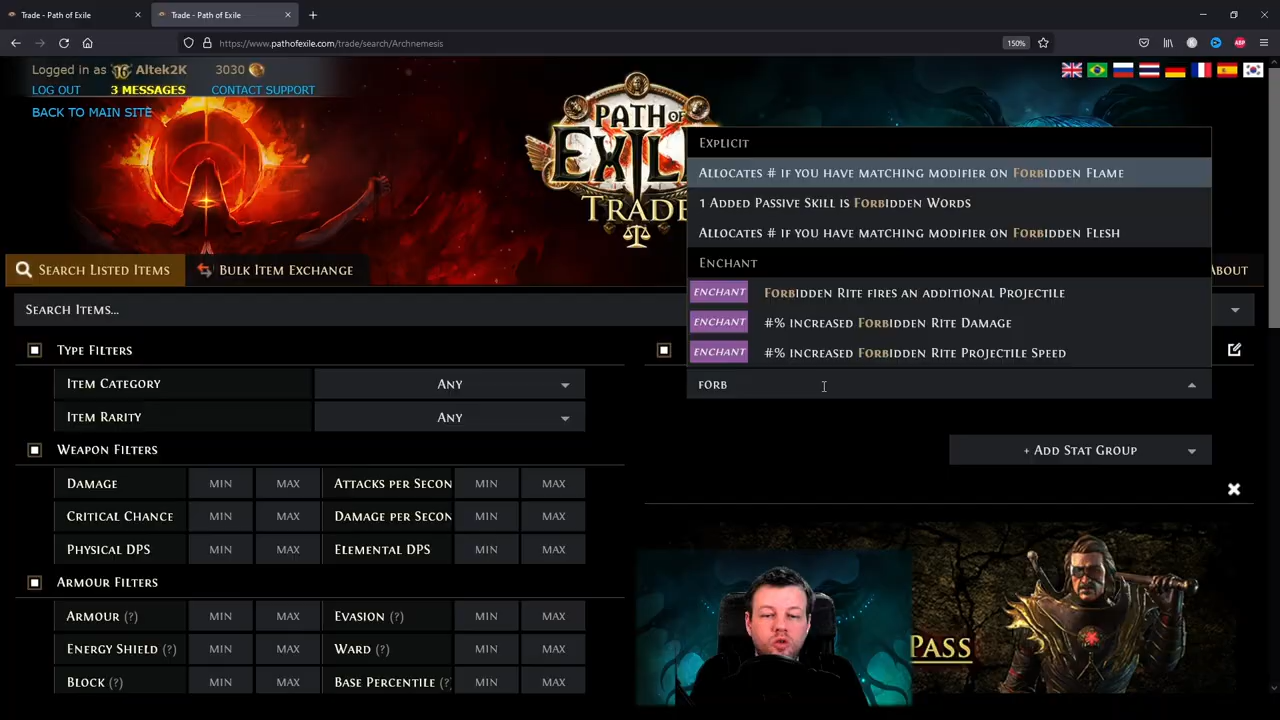 Trade - Path of Exile
Trade - Path of Exile
https://www.pathofexile.com/trade/search/Archnemesis
150%
ABP
Logged in as Altek2K 3030
LOG OUT 3 MESSAGES CONTACT SUPPORT
BACK TO MAIN SITE
PATH OF
EXILE
TRADE
Explicit
Allocates # if you have matching modifier on Forbidden Flame
1 Added Passive Skill is Forbidden Words
Allocates # if you have matching modifier on Forbidden Flesh
Enchant
ENCHANT Forbidden Rite fires an additional Projectile
ENCHANT #% increased Forbidden Rite Damage
ENCHANT #% increased Forbidden Rite Projectile Speed
FORB
Search Listed Items
Bulk Item Exchange
About
Search Items...
Type Filters
Item Category Any
Item Rarity Any
Weapon Filters
Damage MIN MAX Attacks per Secon MIN MAX
Critical Chance MIN MAX Damage per Secon MIN MAX
Physical DPS MIN MAX Elemental DPS MIN MAX
Armour Filters
Armour (?) MIN MAX Evasion (?) MIN MAX
Energy Shield (?) MIN MAX Ward (?) MIN MAX
Block (?) MIN MAX Base Percentile (? MIN MAX
+ Add Stat Group
Pass